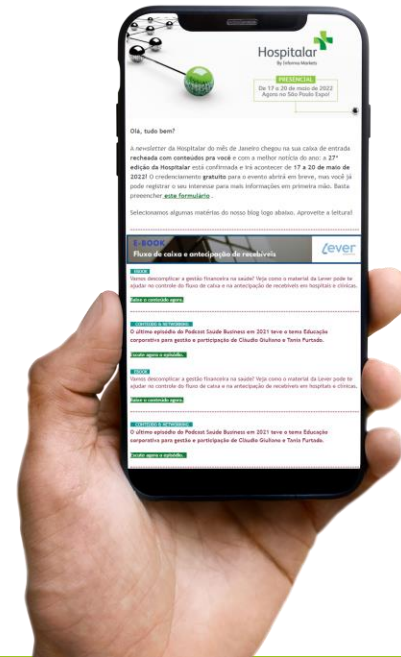 Hospitalar
By Informa Markets
PRESENCIAL
De 17 a 20 de maio de 2022
Agora no São Paulo Expo!
Olá, tudo bem?
A newsletter da Hospitalar do mês de Janeiro chegou na sua caixa de entrada
recheada com conteúdos pra você e com a melhor notícia do ano: a 27ª
edição da Hospitalar está confirmada e irá acontecer de 17 a 20 de maio de
2022! O credenciamento gratuito para o evento abrirá em breve, mas você já
pode registrar o seu interesse para mais informações em primeira mão. Basta
preencher este formulário .
Selecionamos algumas matérias do nosso blog logo abaixo. Aproveite a leitura!
E-BOOK
Fluxo de caixa e antecipação de recebíveis
Lever
EBOOK
Vamos descomplicar a gestão financeira na saúde? Veja como o material da Lever pode te
ajudar no controle do fluxo de caixa e na antecipação de recebíveis em hospitais e clínicas.
Baixe o conteúdo agora.
CONTEÚDO & NETWORKING
O último episódio do Podcast Saúde Business em 2021 teve o tema Educação
corporativa para gestão e participação de Cláudio Giuliano e Tania Furtado.
Escute agora o episódio.
EBOOK
Vamos descomplicar a gestão financeira na saúde? Veja como o material da Lever pode te
ajudar no controle do fluxo de caixa e na antecipação de recebíveis em hospitais e clínicas.
Baixe o conteúdo agora.
CONTEÚDO & NETWORKING
O último episódio do Podcast Saúde Business em 2021 teve o tema Educação
corporativa para gestão e participação de Cláudio Giuliano e Tania Furtado.
Escute agora o episódio.